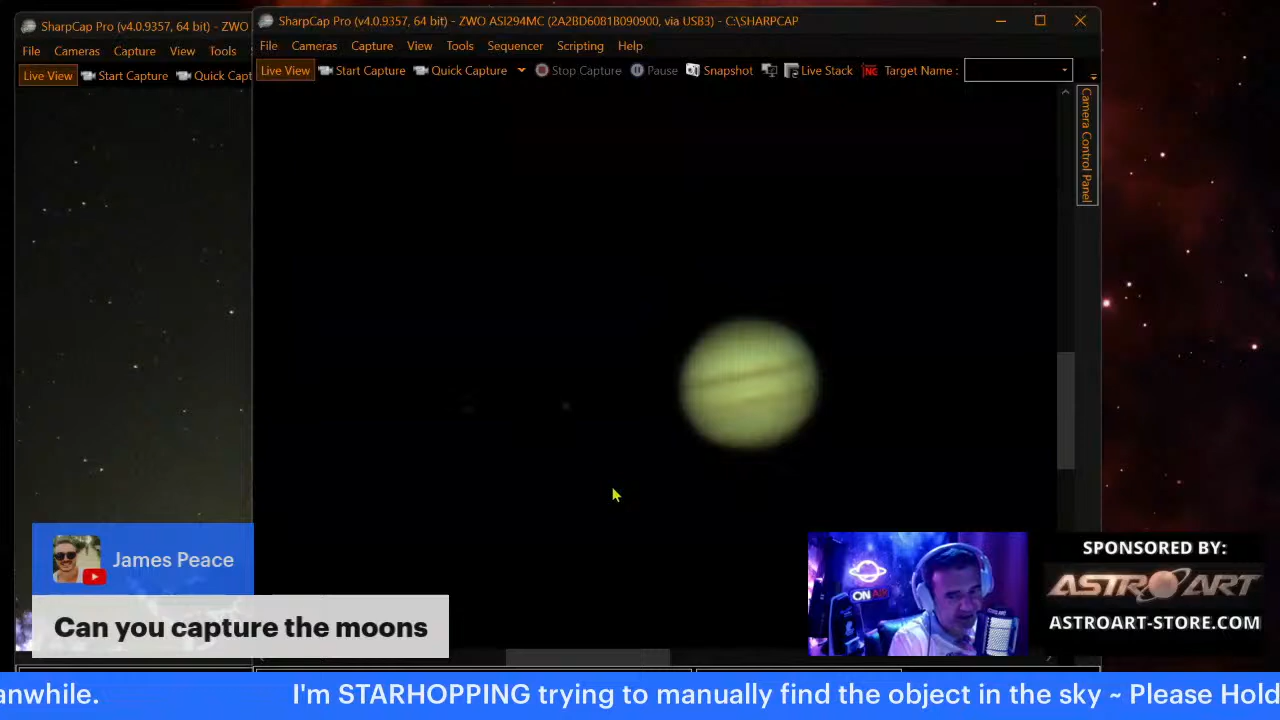 SharpCap Pro (v4.0.9357, 64 bit) - ZWO
File Cameras Capture View Tools
Live View Start Capture Quick Capt
SharpCap Pro (v4.0.9357, 64 bit) - ZWO ASI294MC (2A2BD6081B090900, via USB3) - C:\SHARPCAP
File Cameras Capture View Tools Sequencer Scripting Help
Live View Start Capture Quick Capture Stop Capture Pause Snapshot Live Stack Target Name :
Camera Control Panel
James Peace
Can you capture the moons
ON AIR
SPONSORED BY:
ASTROART
ASTROART-STORE.COM
anwhile. I'm STARHOPPING trying to manually find the object in the sky ~ Please Hold